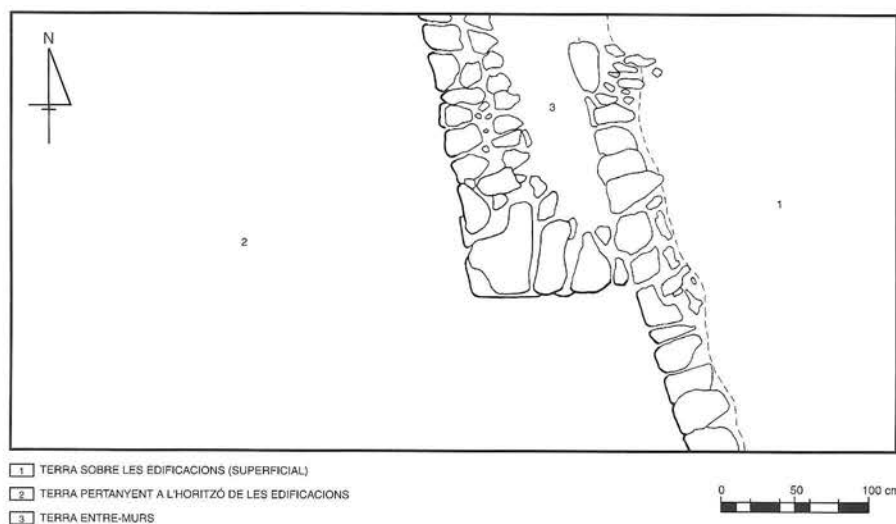 N
3
1
2
1 TERRA SOBRE LES EDIFICACIONS (SUPERFICIAL)
2 TERRA PERTANYENT A L'HORITZÓ DE LES EDIFICACIONS
3 TERRA ENTRE-MURS
0 50 100 cm